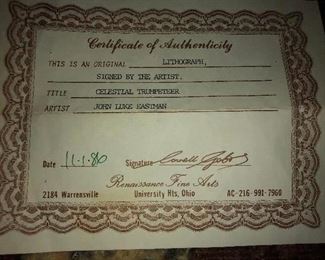 Certificate of Authenticity
THIS IS AN ORIGINAL LITHOGRAPH,
SIGNED BY THE ARTIST.
TITLE CELESTIAL TRUMPETEER
ARTIST JOHN LUKE EASTMAN
Date 11-1-80 Signature
Renaissance Fine Arts
2184 Warrensville University Hts, Ohio AC-216-991-7960